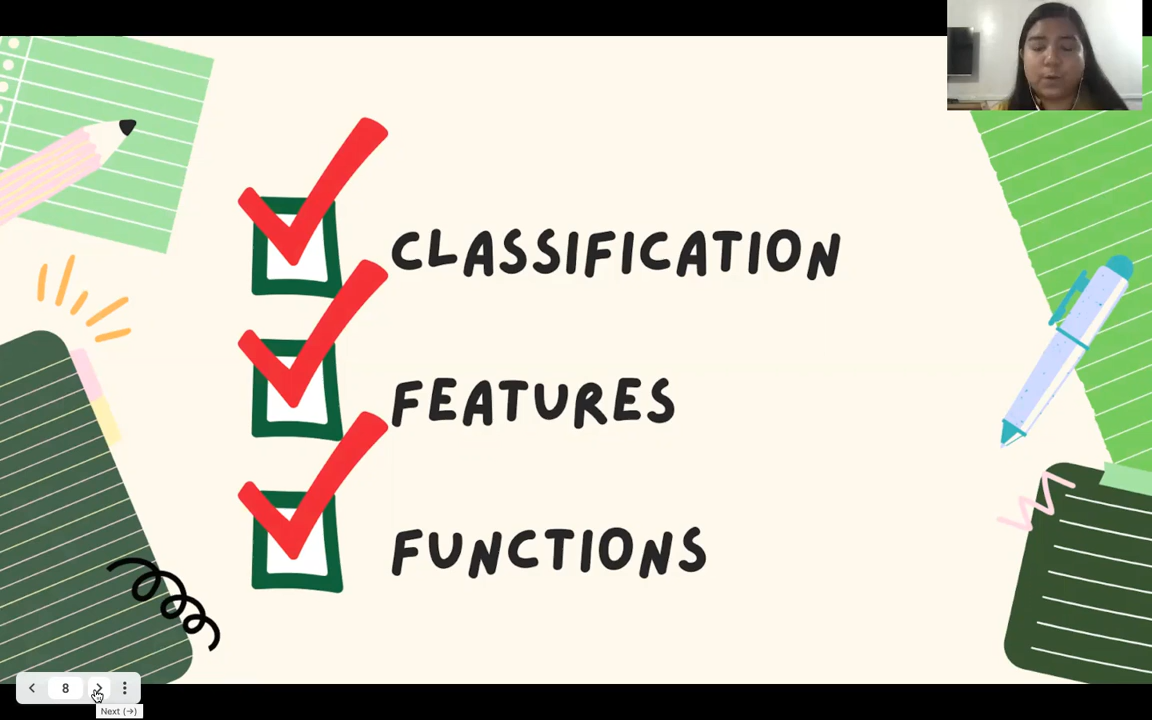 CLASSIFICATION
FEATURES
FUNCTIONS
8
Next (→)